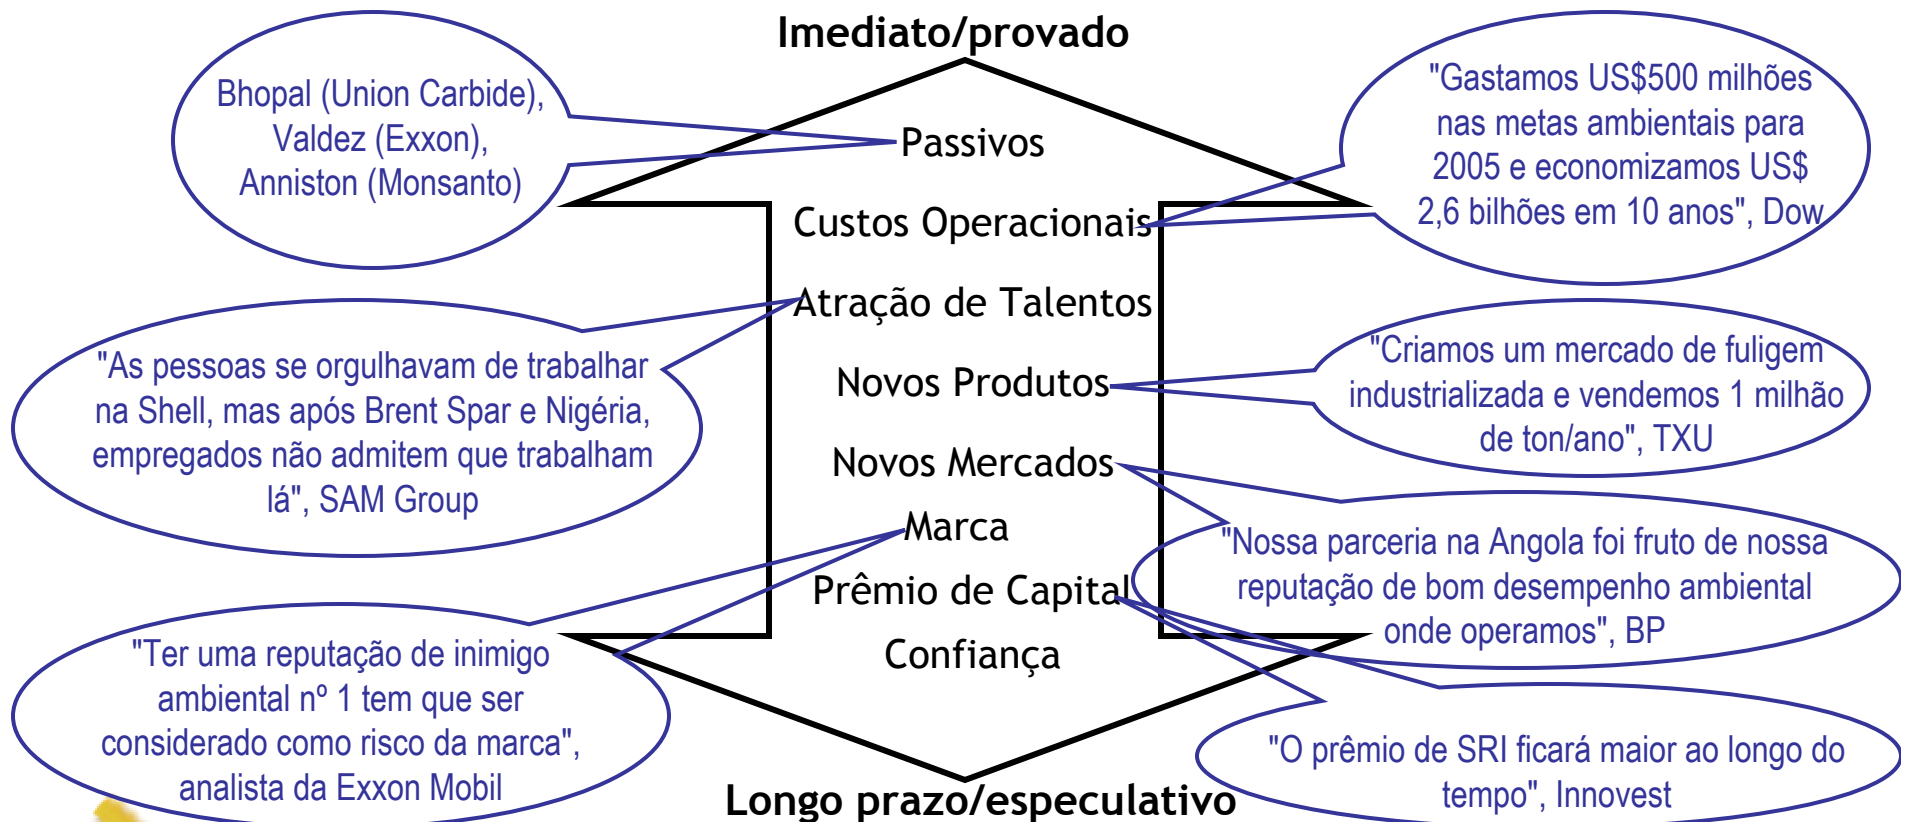 Imediato/provado
Bhopal (Union Carbide),
Valdez (Exxon),
Anniston (Monsanto)
"Gastamos US$500 milhões
nas metas ambientais para
2005 e economizamos US$
2,6 bilhões em 10 anos", Dow
Passivos
Custos Operacionais
Atração de Talentos
Novos Produtos
Novos Mercados
Marca
Prêmio de Capital
Confiança
"As pessoas se orgulhavam de trabalhar
na Shell, mas após Brent Spar e Nigéria,
empregados não admitem que trabalham
lá", SAM Group
"Criamos um mercado de fuligem
industrializada e vendemos 1 milhão
de ton/ano", TXU
"Nossa parceria na Angola foi fruto de nossa
reputação de bom desempenho ambiental
onde operamos", BP
"Ter uma reputação de inimigo
ambiental nº 1 tem que ser
considerado como risco da marca",
analista da Exxon Mobil
"O prêmio de SRI ficará maior ao longo do
tempo", Innovest
Longo prazo/especulativo